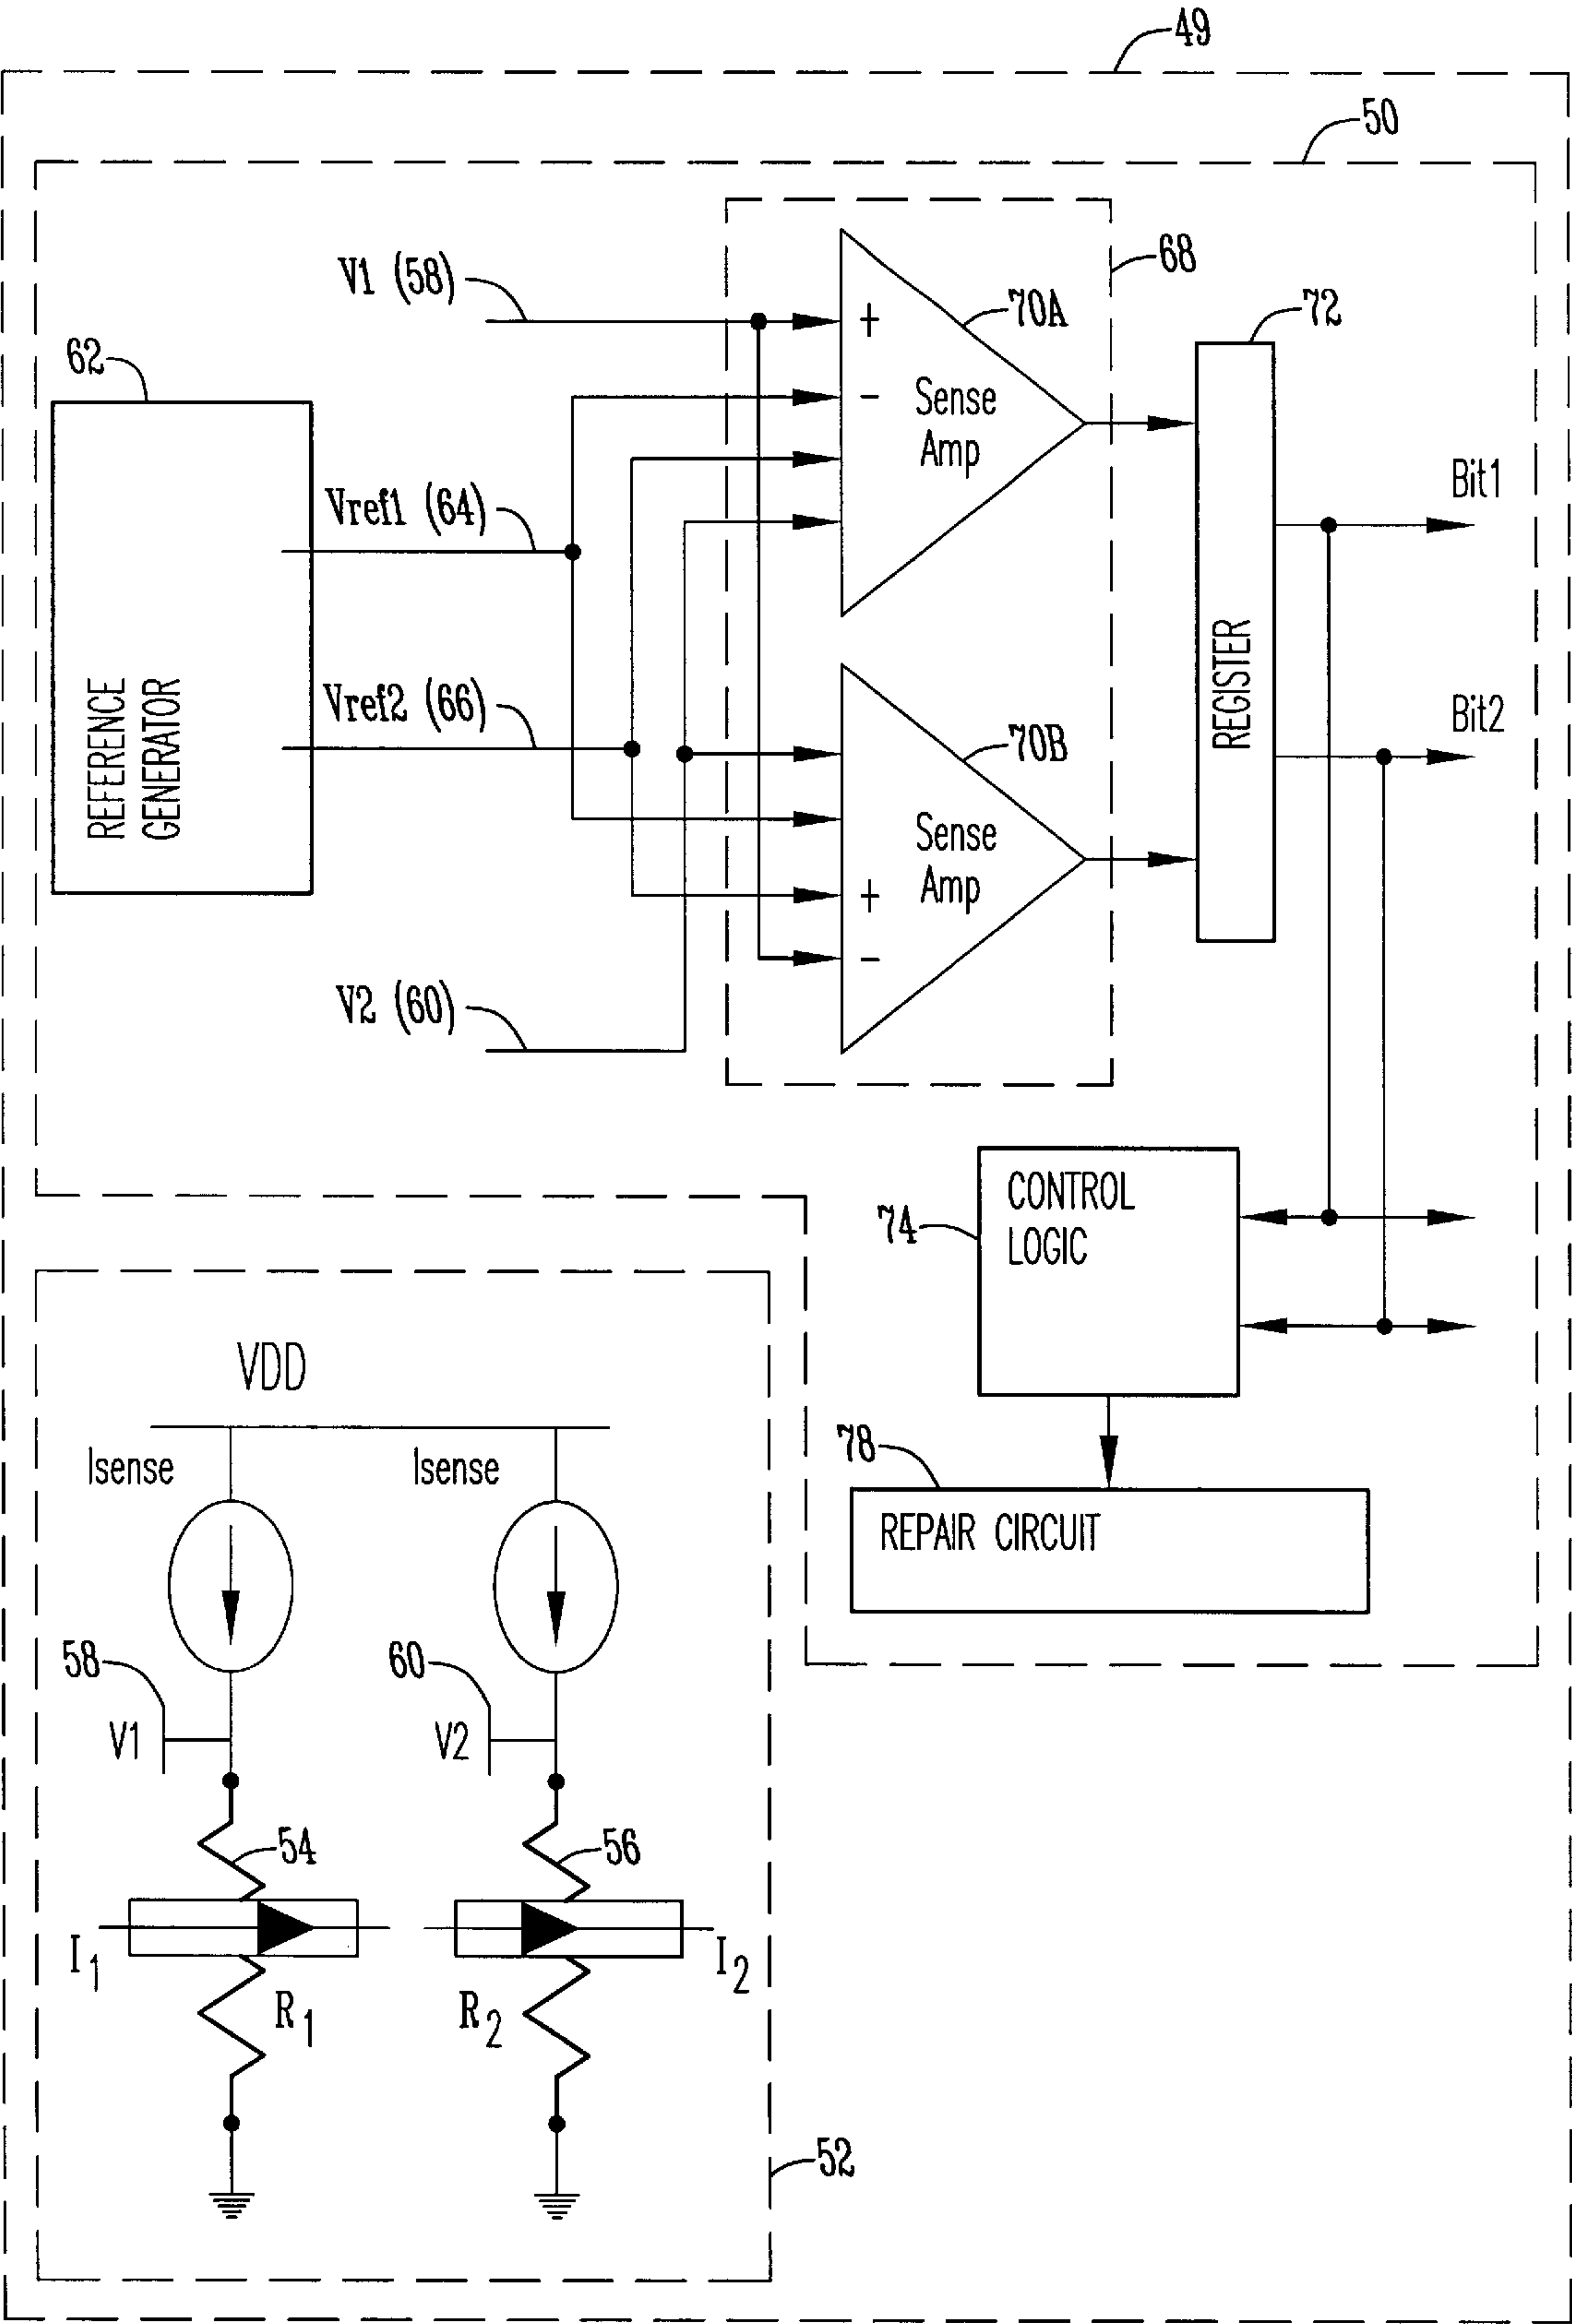 49
50
V1 (58)
68
70A
72
62
+
−
Sense
Amp
Bit1
Vref1 (64)
REFERENCE
GENERATOR
Vref2 (66)
REGISTER
Bit2
70B
Sense
Amp
+
−
V2 (60)
CONTROL
LOGIC
74
VDD
78
Isense
Isense
REPAIR CIRCUIT
58
60
V1
V2
54
56
I1
I2
R1
R2
52